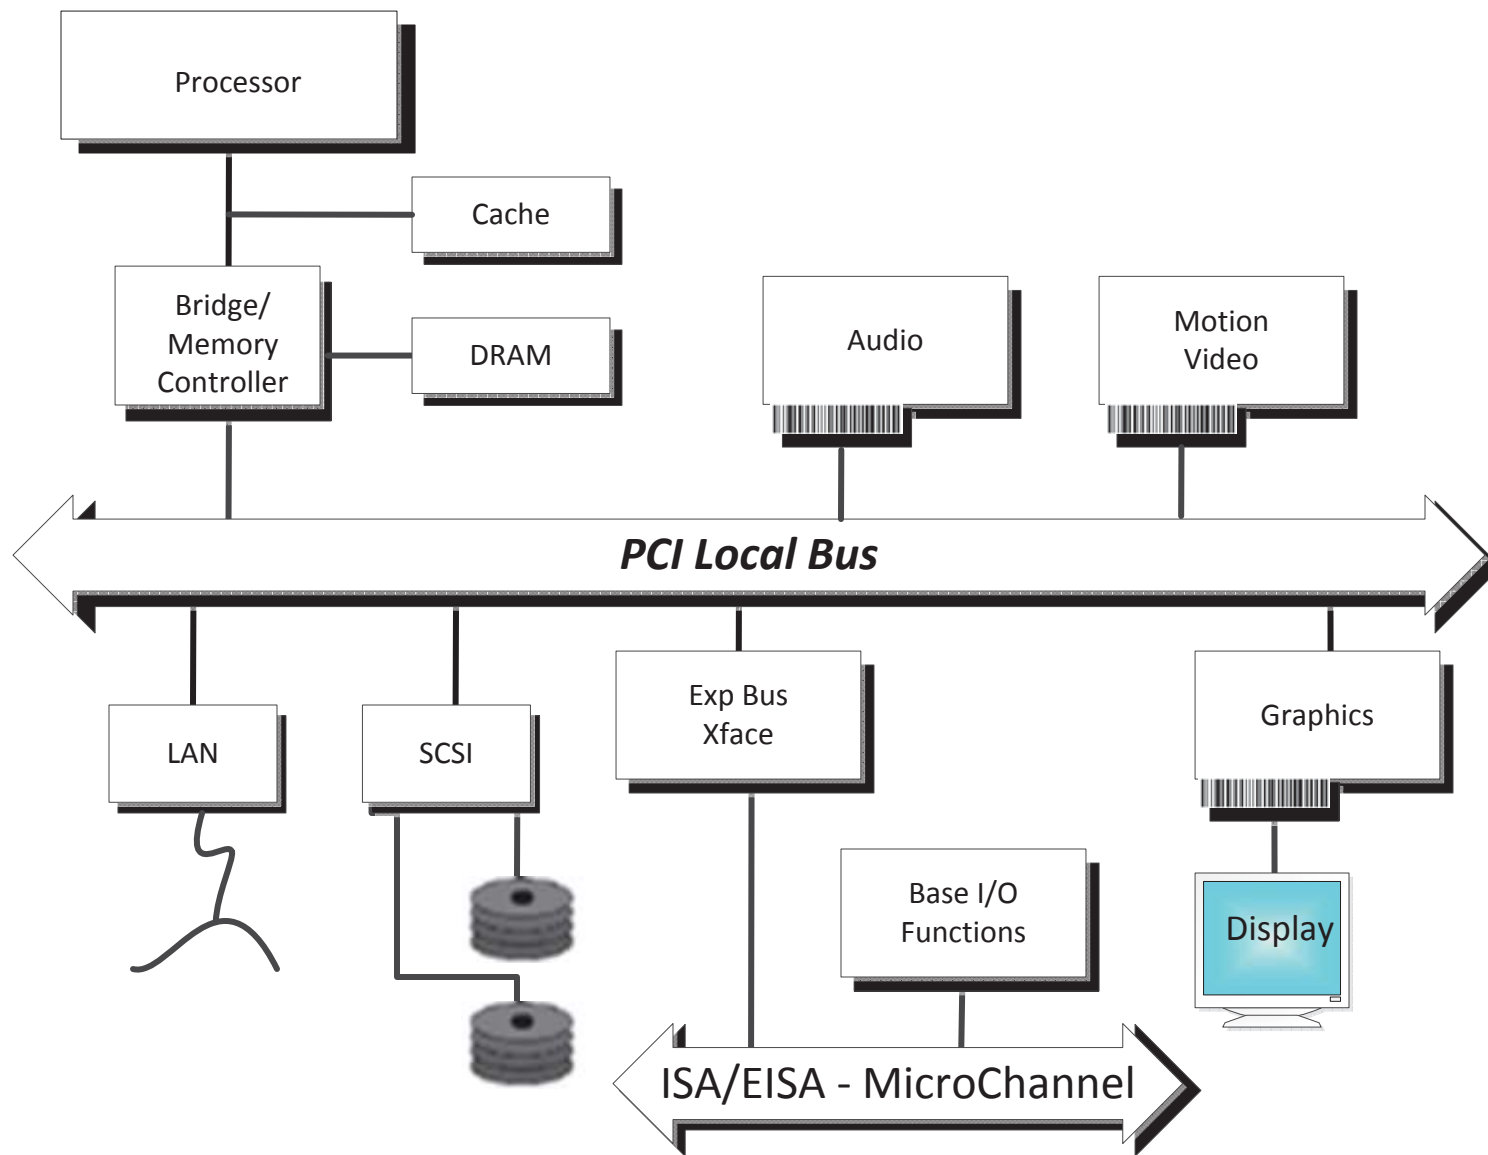 Processor
Cache
Bridge/
Memory
Controller
DRAM
Audio
Motion
Video
PCI Local Bus
LAN
SCSI
Exp Bus
Xface
Graphics
Base I/O
Functions
Display
ISA/EISA - MicroChannel